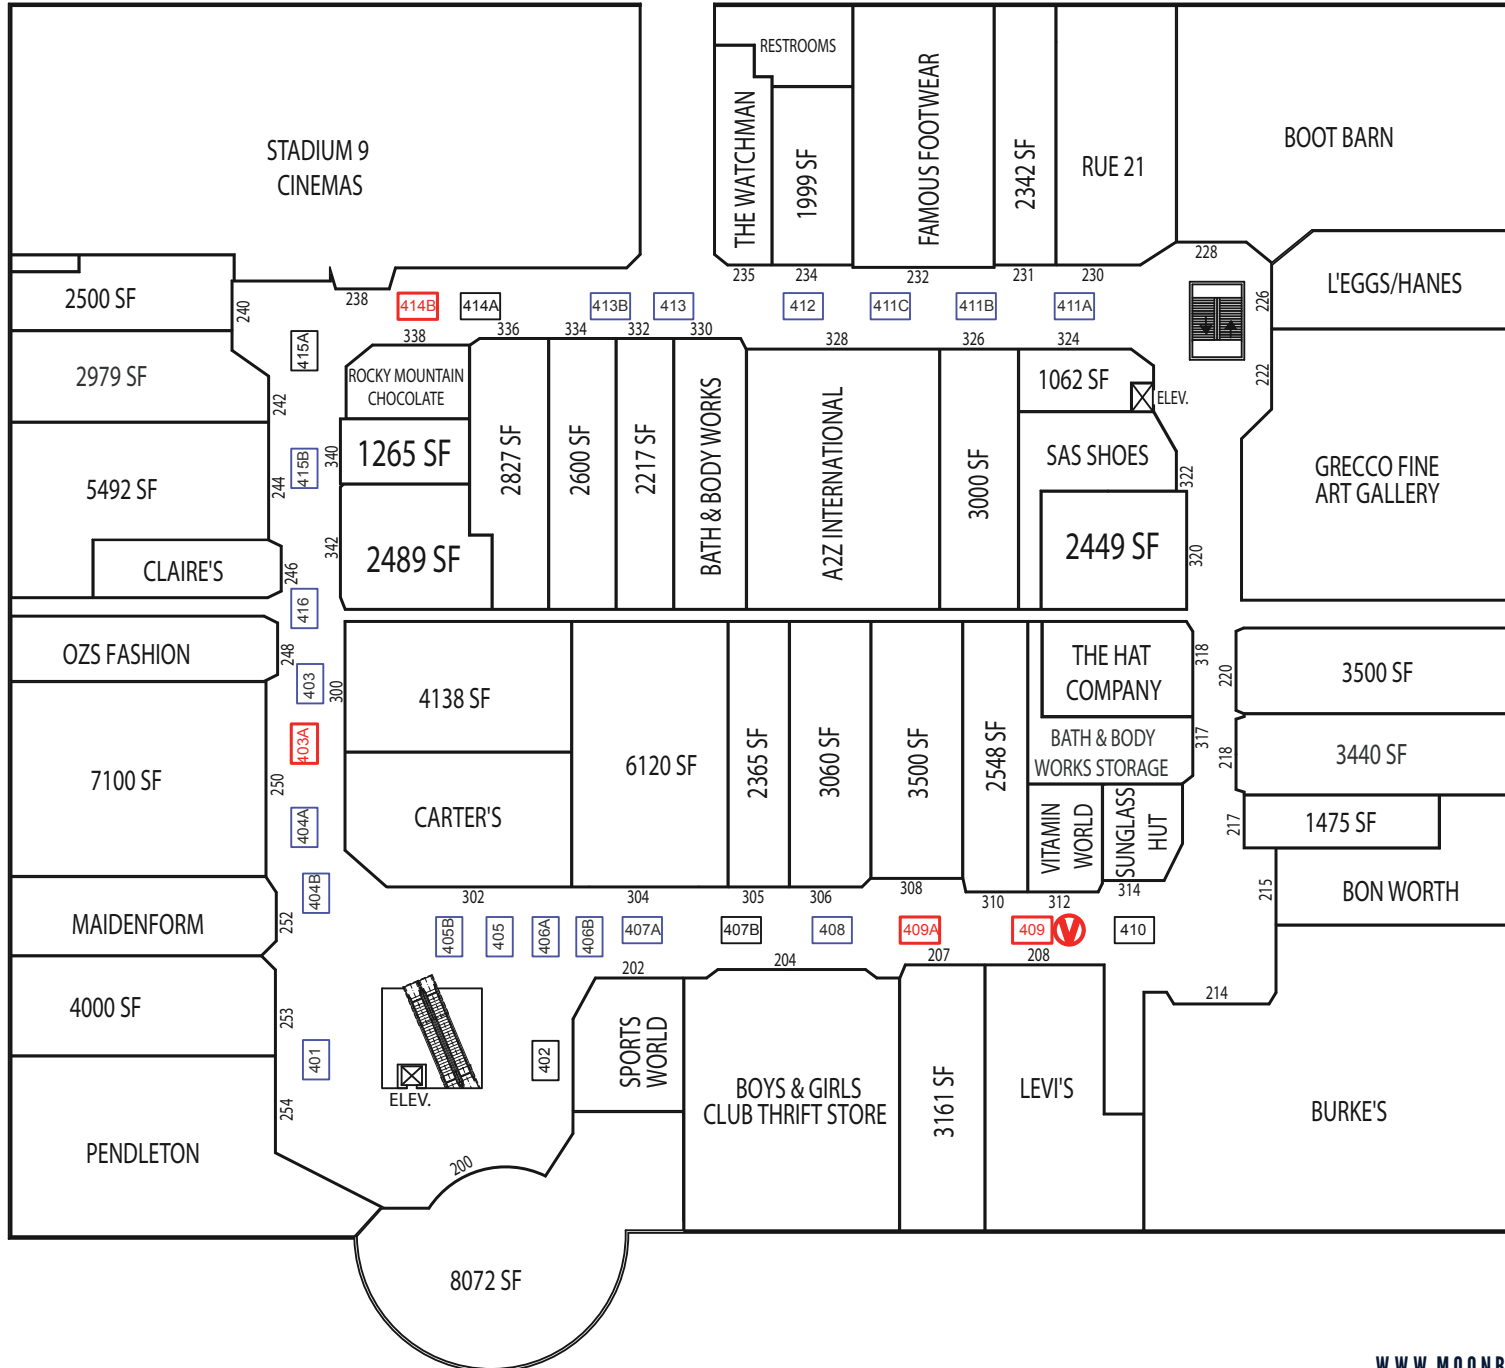 STADIUM 9
CINEMAS
RESTROOMS
THE WATCHMAN
1999 SF
FAMOUS FOOTWEAR
2342 SF
RUE 21
BOOT BARN
235
234
232
231
230
228
L'EGGS/HANES
226
2500 SF
240
238
414B
414A
413B
413
412
411C
411B
411A
338
336
334
332
330
328
326
324
415A
2979 SF
242
ROCKY MOUNTAIN
CHOCOLATE
2827 SF
2600 SF
2217 SF
BATH & BODY WORKS
A2Z INTERNATIONAL
3000 SF
1062 SF
ELEV.
222
340
1265 SF
SAS SHOES
322
GRECCO FINE
ART GALLERY
415B
244
5492 SF
342
2489 SF
2449 SF
320
CLAIRE'S
246
416
OZS FASHION
248
403
300
4138 SF
6120 SF
2365 SF
3060 SF
3500 SF
2548 SF
THE HAT
COMPANY
318
220
3500 SF
403A
7100 SF
250
BATH & BODY
WORKS STORAGE
317
218
3440 SF
404A
CARTER'S
VITAMIN
WORLD
SUNGLASS
HUT
217
1475 SF
404B
MAIDENFORM
252
302
304
305
306
308
310
312
314
215
BON WORTH
405B
405
406A
406B
407A
407B
408
409A
409
V
410
202
204
207
208
214
4000 SF
253
401
ELEV.
402
SPORTS
WORLD
BOYS & GIRLS
CLUB THRIFT STORE
3161 SF
LEVI'S
BURKE'S
254
PENDLETON
200
8072 SF